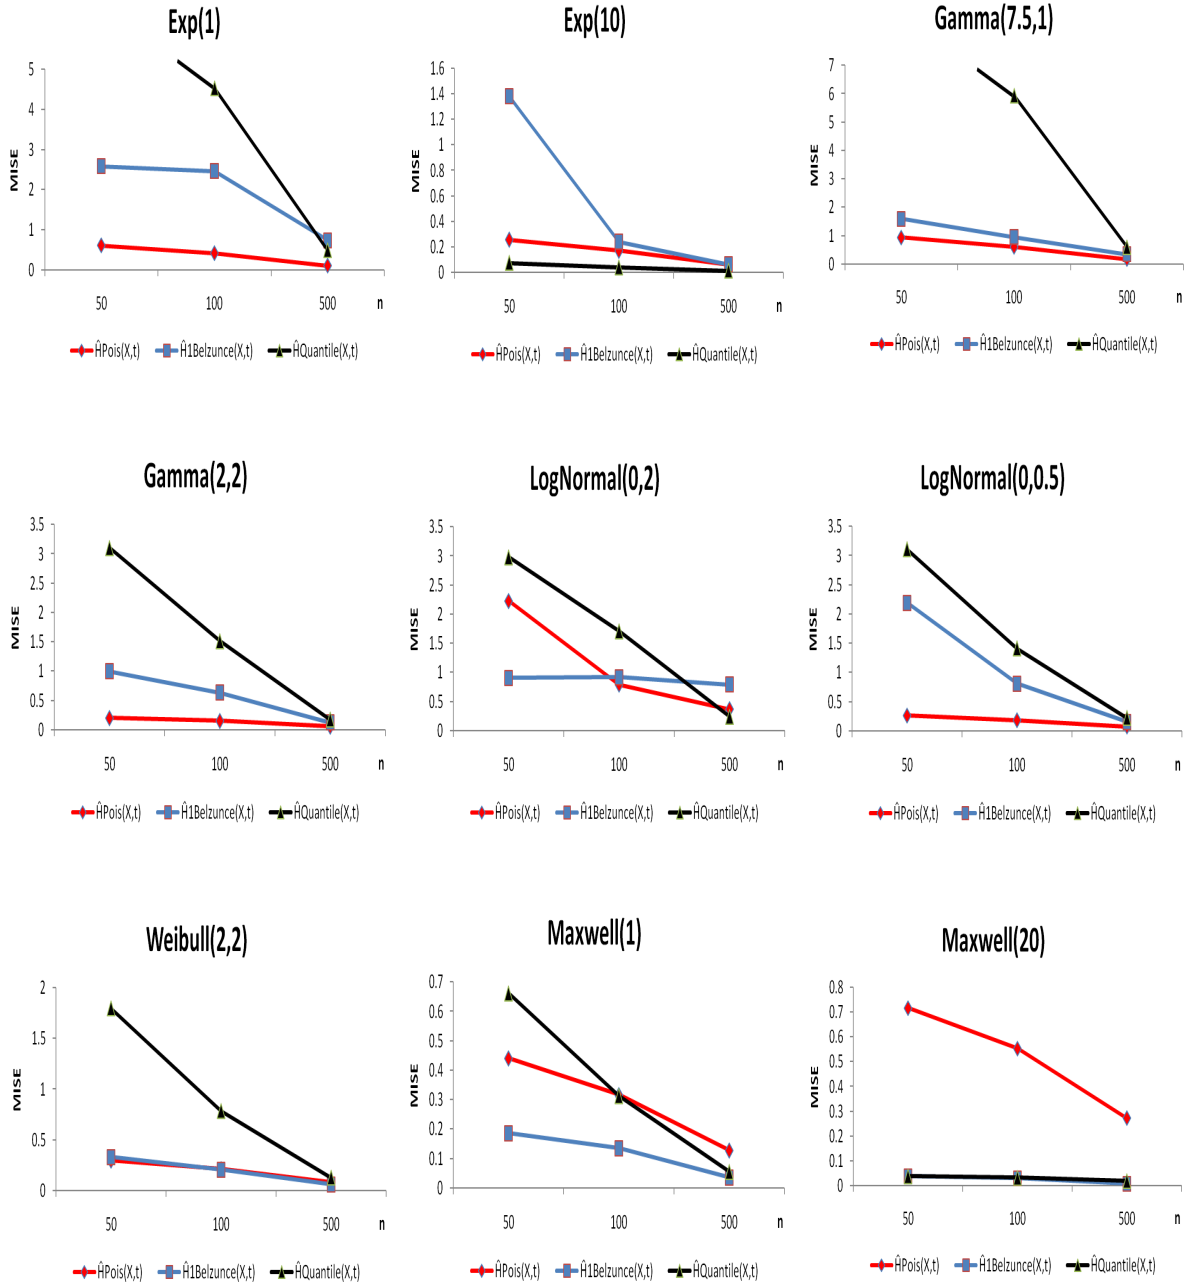 Exp(1)
5
4
3
2
1
0
MISE
50 100 500 n
ĤPois(X,t) Ĥ1Belzunce(X,t) ĤQuantile(X,t)
Exp(10)
1.6
1.4
1.2
1
0.8
0.6
0.4
0.2
0
MISE
50 100 500 n
ĤPois(X,t) Ĥ1Belzunce(X,t) ĤQuantile(X,t)
Gamma(7.5,1)
7
6
5
4
3
2
1
0
MISE
50 100 500 n
ĤPois(X,t) Ĥ1Belzunce(X,t) ĤQuantile(X,t)
Gamma(2,2)
3.5
3
2.5
2
1.5
1
0.5
0
MISE
50 100 500 n
ĤPois(X,t) Ĥ1Belzunce(X,t) ĤQuantile(X,t)
LogNormal(0,2)
3.5
3
2.5
2
1.5
1
0.5
0
MISE
50 100 500 n
ĤPois(X,t) Ĥ1Belzunce(X,t) ĤQuantile(X,t)
LogNormal(0,0.5)
3.5
3
2.5
2
1.5
1
0.5
0
MISE
50 100 500 n
ĤPois(X,t) Ĥ1Belzunce(X,t) ĤQuantile(X,t)
Weibull(2,2)
2
1.5
1
0.5
0
MISE
50 100 500 n
ĤPois(X,t) Ĥ1Belzunce(X,t) ĤQuantile(X,t)
Maxwell(1)
0.7
0.6
0.5
0.4
0.3
0.2
0.1
0
MISE
50 100 500 n
ĤPois(X,t) Ĥ1Belzunce(X,t) ĤQuantile(X,t)
Maxwell(20)
0.8
0.7
0.6
0.5
0.4
0.3
0.2
0.1
0
MISE
50 100 500 n
ĤPois(X,t) Ĥ1Belzunce(X,t) ĤQuantile(X,t)